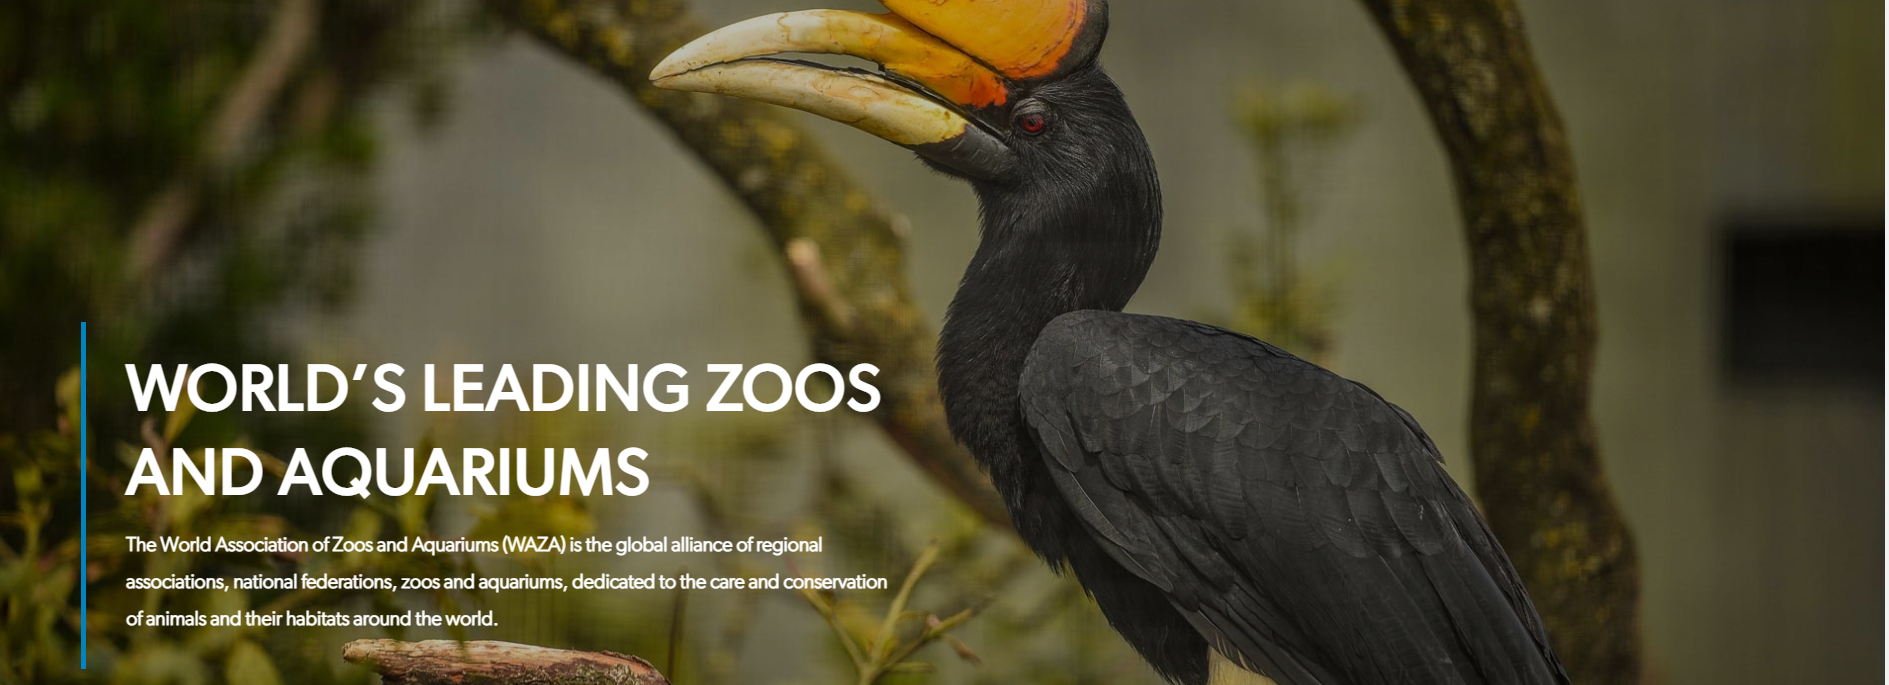 WORLD’S LEADING ZOOS
AND AQUARIUMS
The World Association of Zoos and Aquariums (WAZA) is the global alliance of regional
associations, national federations, zoos and aquariums, dedicated to the care and conservation
of animals and their habitats around the world.